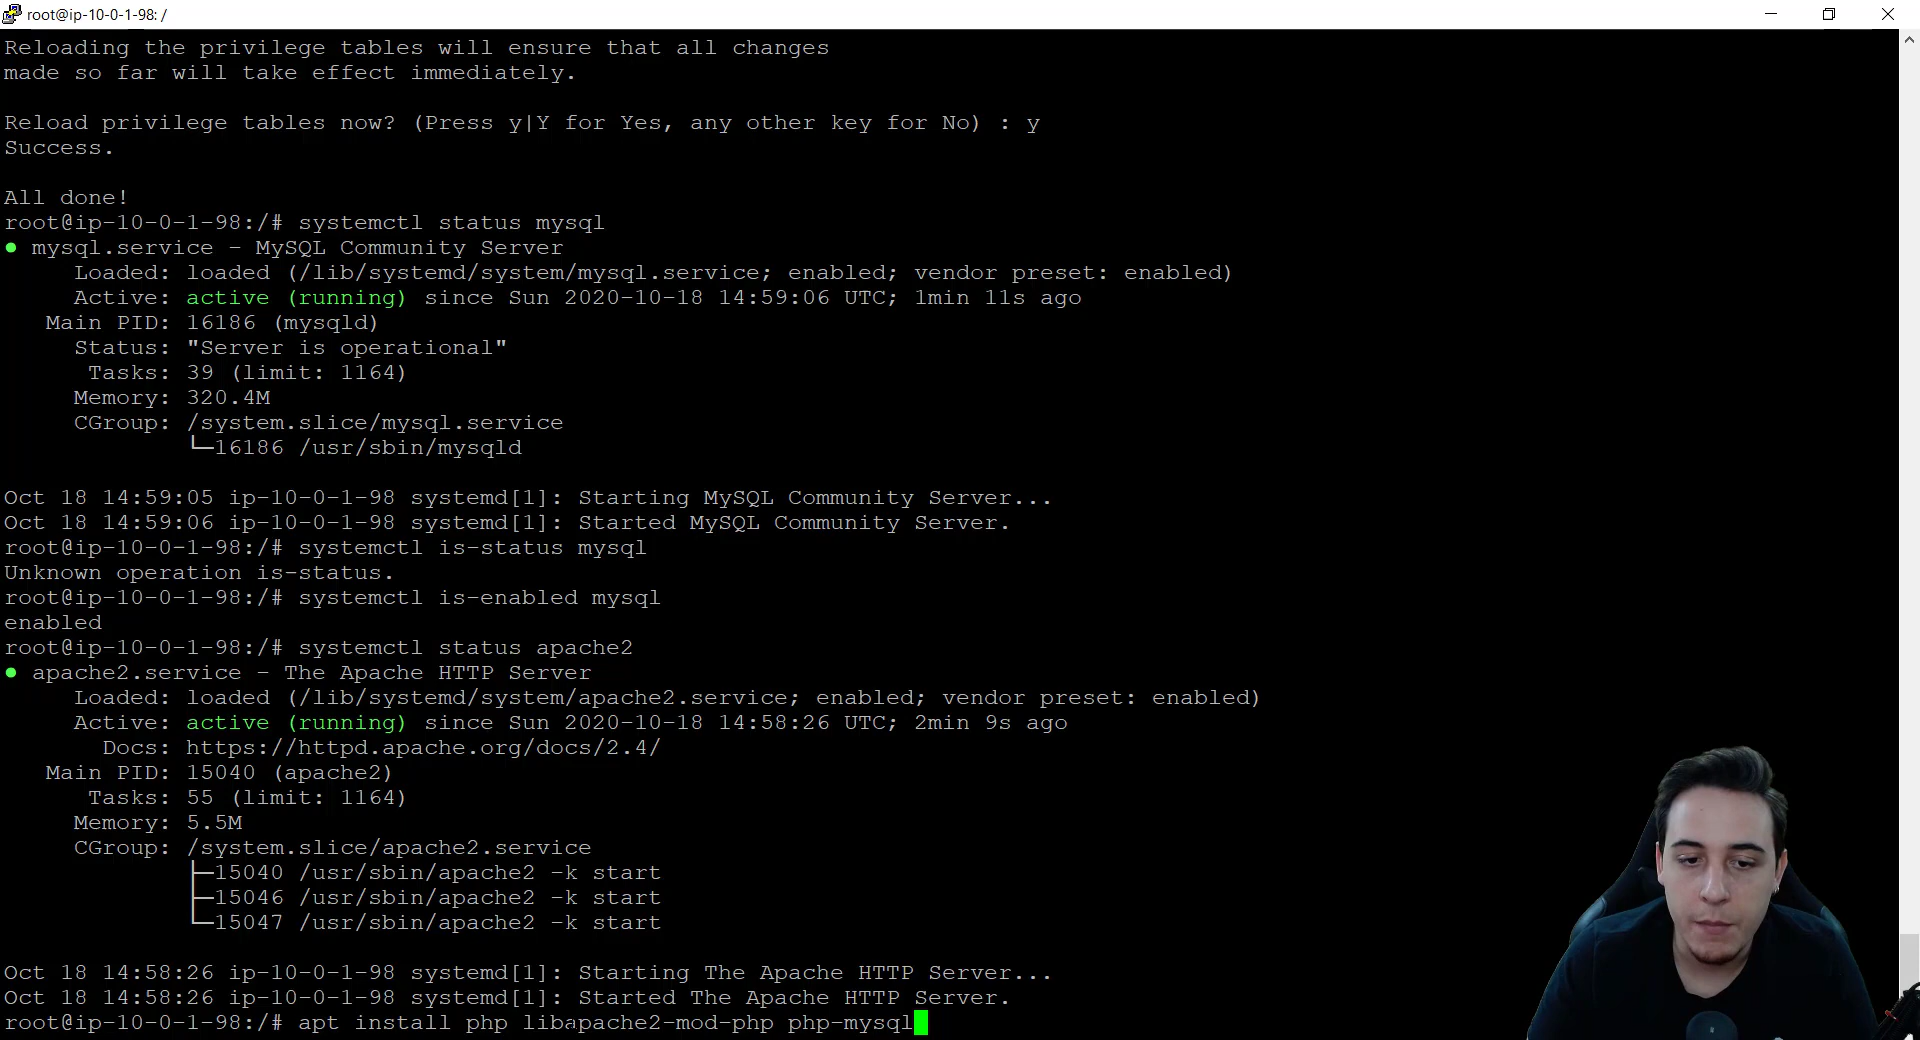 root@ip-10-0-1-98: /
Reloading the privilege tables will ensure that all changes
made so far will take effect immediately.
Reload privilege tables now? (Press y|Y for Yes, any other key for No) : y
Success.
All done!
root@ip-10-0-1-98:/# systemctl status mysql
● mysql.service - MySQL Community Server
Loaded: loaded (/lib/systemd/system/mysql.service; enabled; vendor preset: enabled)
Active: active (running) since Sun 2020-10-18 14:59:06 UTC; 1min 11s ago
Main PID: 16186 (mysqld)
Status: "Server is operational"
Tasks: 39 (limit: 1164)
Memory: 320.4M
CGroup: /system.slice/mysql.service
└─16186 /usr/sbin/mysqld
Oct 18 14:59:05 ip-10-0-1-98 systemd[1]: Starting MySQL Community Server...
Oct 18 14:59:06 ip-10-0-1-98 systemd[1]: Started MySQL Community Server.
root@ip-10-0-1-98:/# systemctl is-status mysql
Unknown operation is-status.
root@ip-10-0-1-98:/# systemctl is-enabled mysql
enabled
root@ip-10-0-1-98:/# systemctl status apache2
● apache2.service - The Apache HTTP Server
Loaded: loaded (/lib/systemd/system/apache2.service; enabled; vendor preset: enabled)
Active: active (running) since Sun 2020-10-18 14:58:26 UTC; 2min 9s ago
Docs: https://httpd.apache.org/docs/2.4/
Main PID: 15040 (apache2)
Tasks: 55 (limit: 1164)
Memory: 5.5M
CGroup: /system.slice/apache2.service
├─15040 /usr/sbin/apache2 -k start
├─15046 /usr/sbin/apache2 -k start
└─15047 /usr/sbin/apache2 -k start
Oct 18 14:58:26 ip-10-0-1-98 systemd[1]: Starting The Apache HTTP Server...
Oct 18 14:58:26 ip-10-0-1-98 systemd[1]: Started The Apache HTTP Server.
root@ip-10-0-1-98:/# apt install php libapache2-mod-php php-mysql